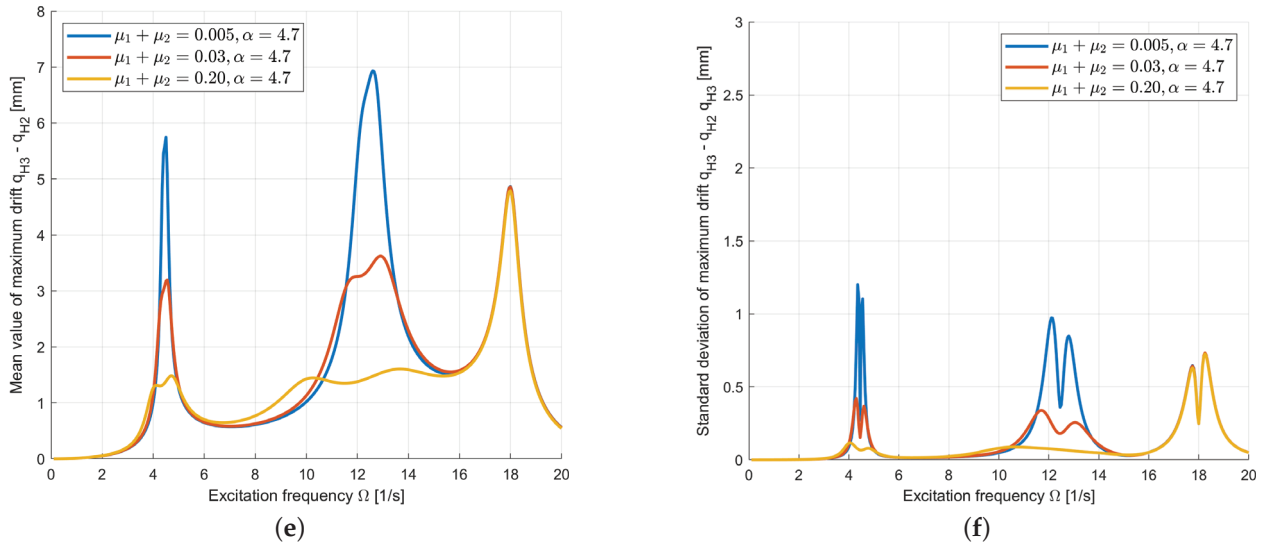 8
7
6
5
4
3
2
1
0
Mean value of maximum drift q_H3 - q_H2 [mm]
μ₁ + μ₂ = 0.005, α = 4.7
μ₁ + μ₂ = 0.03, α = 4.7
μ₁ + μ₂ = 0.20, α = 4.7
0 2 4 6 8 10 12 14 16 18 20
Excitation frequency Ω [1/s]
(e)
3
2.5
2
1.5
1
0.5
0
Standard deviation of maximum drift q_H3 - q_H2 q_H3 [mm]
μ₁ + μ₂ = 0.005, α = 4.7
μ₁ + μ₂ = 0.03, α = 4.7
μ₁ + μ₂ = 0.20, α = 4.7
0 2 4 6 8 10 12 14 16 18 20
Excitation frequency Ω [1/s]
(f)